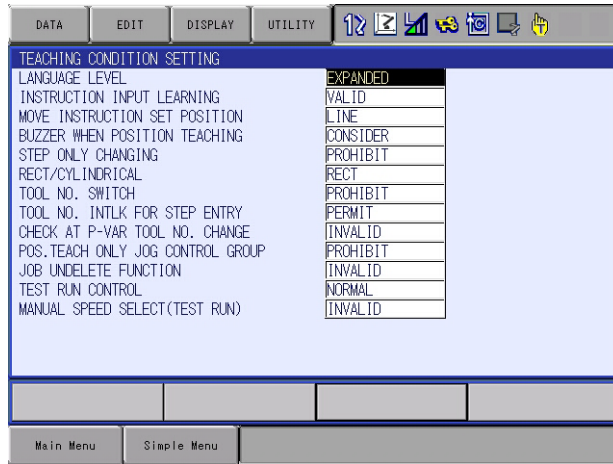 DATA EDIT DISPLAY UTILITY
TEACHING CONDITION SETTING
LANGUAGE LEVEL EXPANDED
INSTRUCTION INPUT LEARNING VALID
MOVE INSTRUCTION SET POSITION LINE
BUZZER WHEN POSITION TEACHING CONSIDER
STEP ONLY CHANGING PROHIBIT
RECT/CYLINDRICAL RECT
TOOL NO. SWITCH PROHIBIT
TOOL NO. INTLK FOR STEP ENTRY PERMIT
CHECK AT P-VAR TOOL NO. CHANGE INVALID
POS.TEACH ONLY JOG CONTROL GROUP PROHIBIT
JOB UNDELETE FUNCTION INVALID
TEST RUN CONTROL NORMAL
MANUAL SPEED SELECT(TEST RUN) INVALID
Main Menu Simple Menu